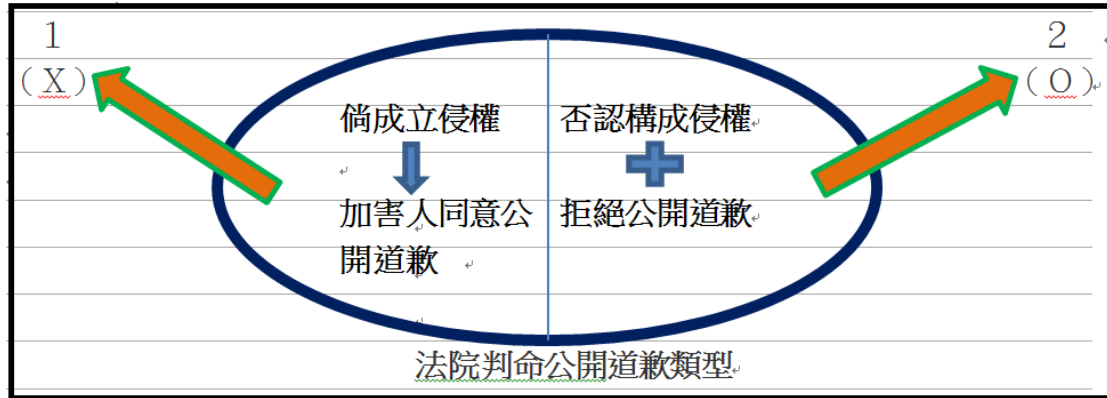 1
(X)
2
(O)
倘成立侵權
加害人同意公
開道歉
否認構成侵權
拒絕公開道歉
法院判命公開道歉類型